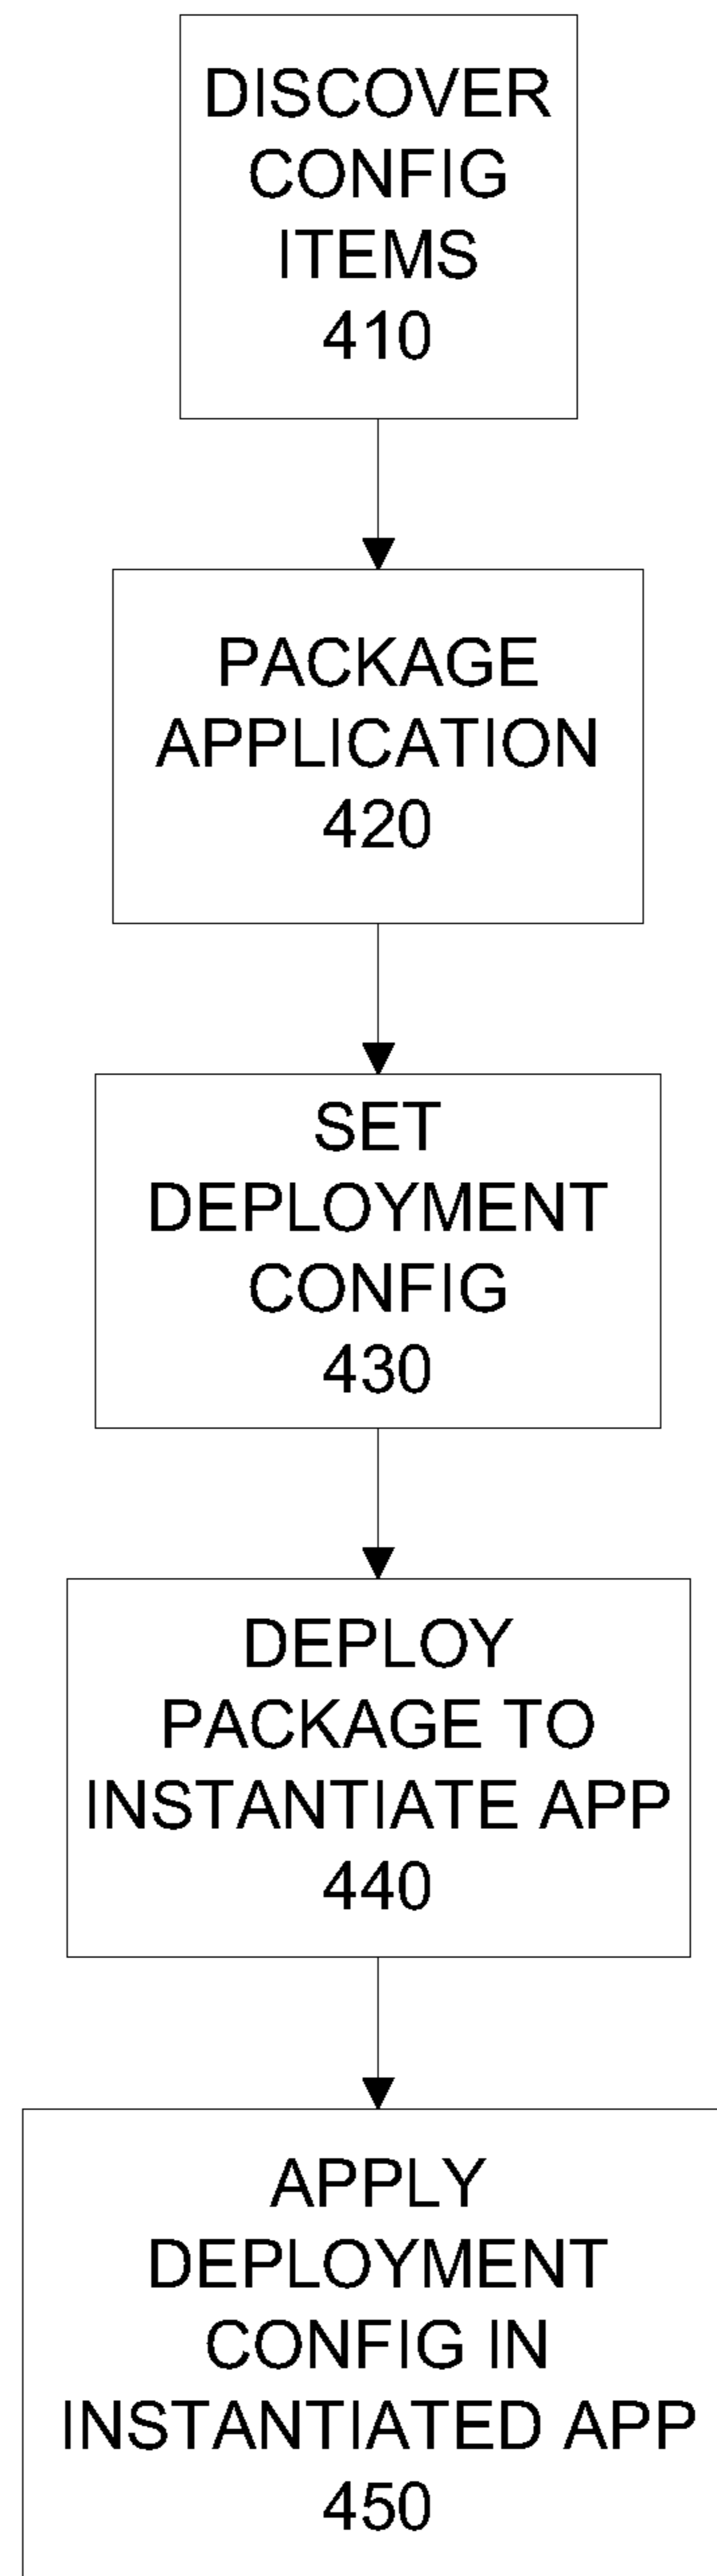 DISCOVER
CONFIG
ITEMS
410
PACKAGE
APPLICATION
420
SET
DEPLOYMENT
CONFIG
430
DEPLOY
PACKAGE TO
INSTANTIATE APP
440
APPLY
DEPLOYMENT
CONFIG IN
INSTANTIATED APP
450